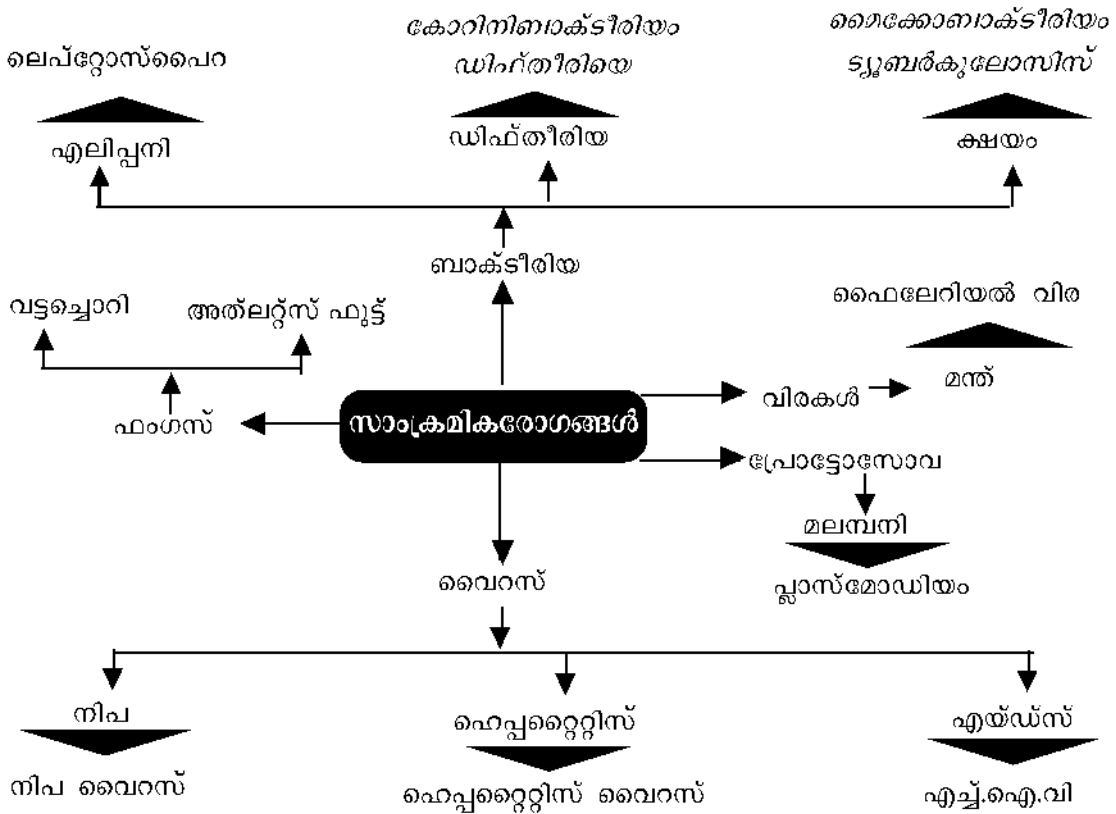 ലെപ്റ്റോസ്പൈറ
കോറിനിബാക്ടീരിയം
ഡിഫ്തീരിയെ
മൈക്കോബാക്ടീരിയം
ട്യൂബർകുലോസിസ്
എലിപ്പനി
ഡിഫ്തീരിയ
ക്ഷയം
ബാക്ടീരിയ
വട്ടച്ചൊറി
അത്‌ലറ്റ്സ് ഫൂട്ട്
ഫൈലേറിയൽ വിര
മന്ത്
വിരകൾ
ഫംഗസ്
സാംക്രമികരോഗങ്ങൾ
പ്രോട്ടോസോവ
മലമ്പനി
പ്ലാസ്മോഡിയം
വൈറസ്
നിപ
ഹെപ്പറ്റൈറ്റിസ്
എയ്ഡ്സ്
നിപ വൈറസ്
ഹെപ്പറ്റൈറ്റിസ് വൈറസ്
എച്ച്.ഐ.വി